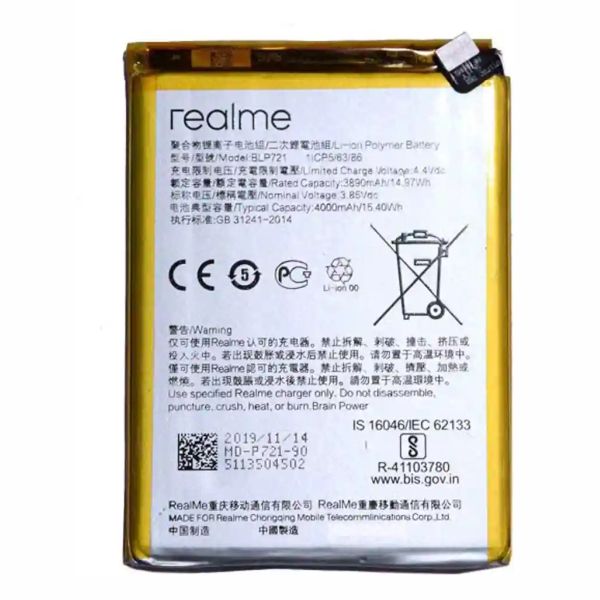 realme
聚合物锂离子电池组/二次鋰電池組/Li-ion Polymer Battery
型号/型號/Model:BLP721 1ICP5/63/86
充电限制电压/充電限制電壓/Limited Charge Voltage:4.4Vdc
额定容量/額定電容量/Rated Capacity:3890mAh/14.97Wh
标称电压/標稱電壓/Nominal Voltage:3.85Vdc
电池典型容量/Typical Capacity:4000mAh/15.40Wh
执行标准:GB 31241-2014
CE 5 PG Li-ion 00
警告/Warning
仅可使用Realme认可的充电器。禁止拆解、刺破、撞击、挤压或
投入火中。若出现鼓胀或浸水后禁止使用。请勿置于高温环境中。
僅可使用Realme認可的充電器。禁止拆解、刺破、擠壓、加熱或
燃燒。若出現鼓脹或浸水後禁止使用。請勿置于高溫環境中。
Use specified Realme charger only. Do not disassemble,
puncture, crush, heat, or burn.Brain Power
IS 16046/IEC 62133
2019/11/14
MD-P721-90
5113504502
R-41103780
www.bis.gov.in
RealMe重庆移动通信有限公司 RealMe重慶移動通信有限公司
MADE FOR Realme Chongqing Mobile Telecommunications Corp., Ltd.
中国制造 中國製造